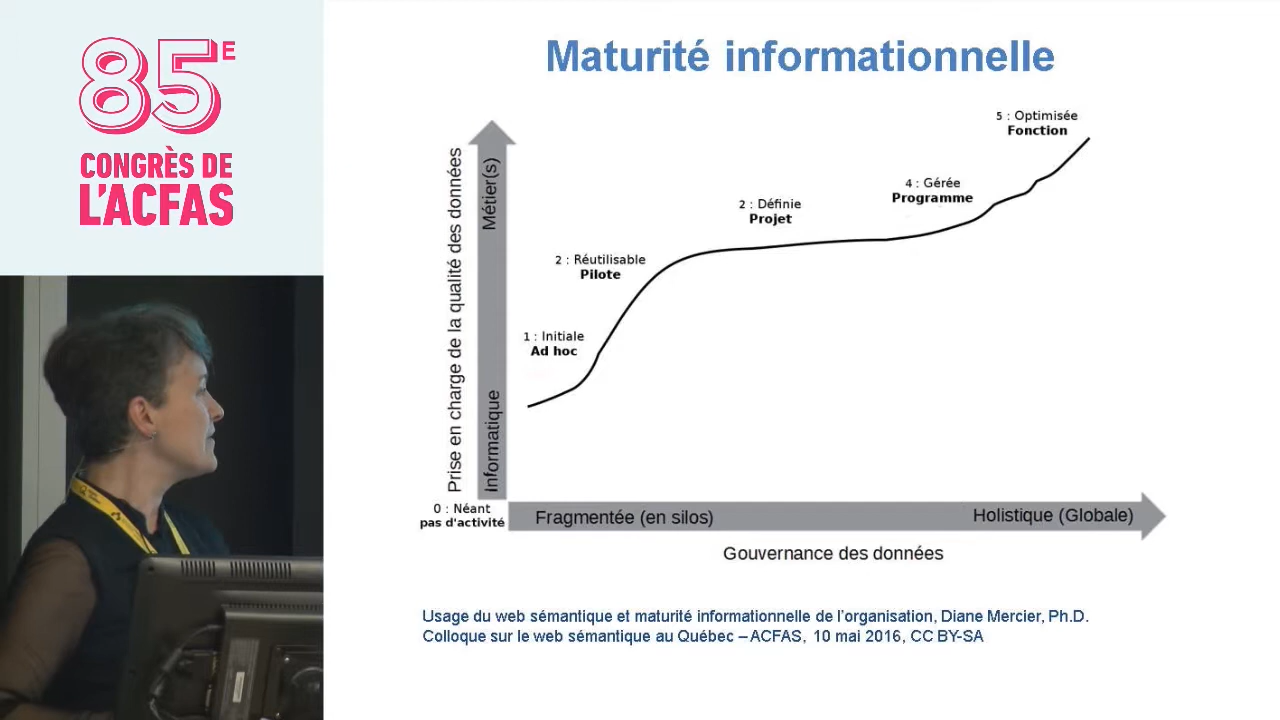 85E
CONGRÈS DE
L'ACFAS
Maturité informationnelle
5 : Optimisée
Fonction
4 : Gérée
Programme
2 : Définie
Projet
2 : Réutilisable
Pilote
1 : Initiale
Ad hoc
Prise en charge de la qualité des données
Métier(s)
Informatique
0 : Néant
pas d'activité
Fragmentée (en silos)
Holistique (Globale)
Gouvernance des données
Usage du web sémantique et maturité informationnelle de l'organisation, Diane Mercier, Ph.D.
Colloque sur le web sémantique au Québec – ACFAS, 10 mai 2016, CC BY-SA